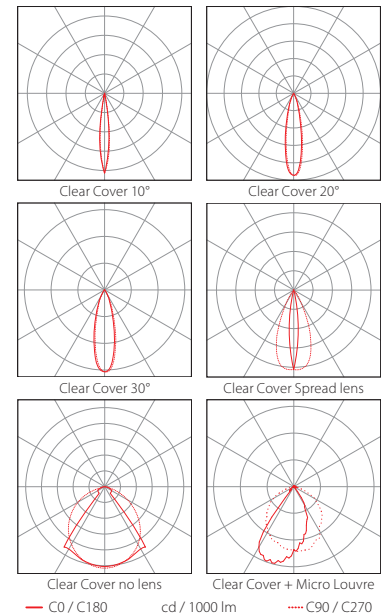 Clear Cover 10° Clear Cover 20°
Clear Cover 30° Clear Cover Spread lens
Clear Cover no lens Clear Cover + Micro Louvre
C0 / C180 cd / 1000 lm C90 / C270